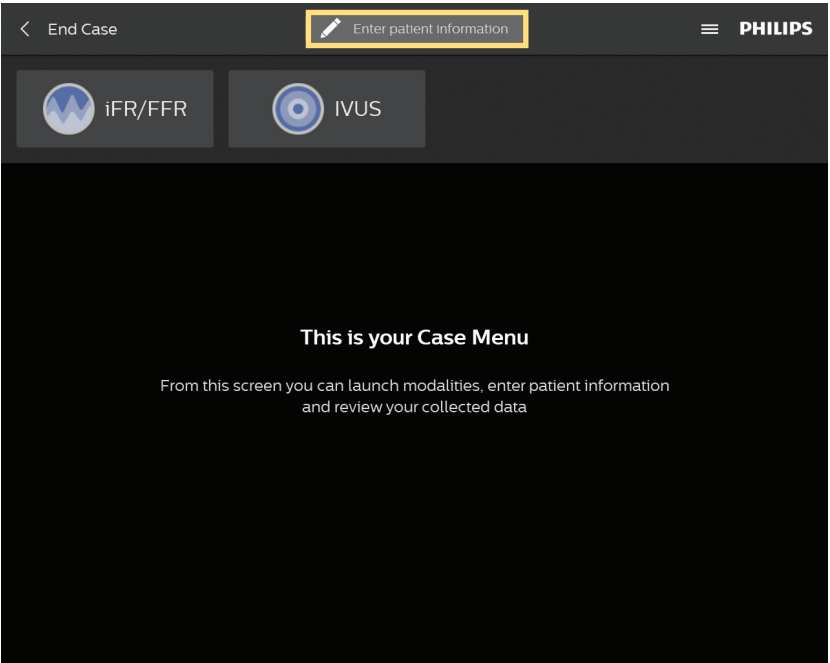 End Case
Enter patient information
PHILIPS
iFR/FFR
IVUS
This is your Case Menu
From this screen you can launch modalities, enter patient information
and review your collected data